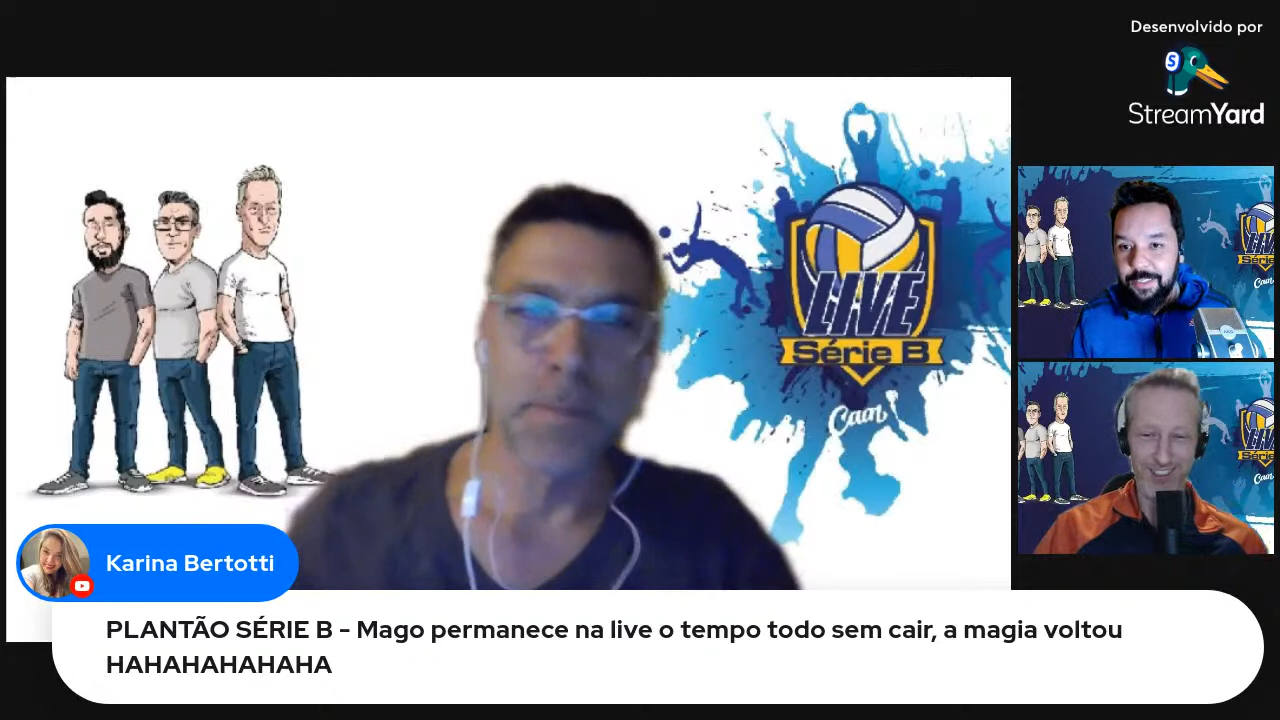 Desenvolvido por
StreamYard
LIVE
Série B
Karina Bertotti
PLANTÃO SÉRIE B - Mago permanece na live o tempo todo sem cair, a magia voltou
HAHAHAHAHAHA